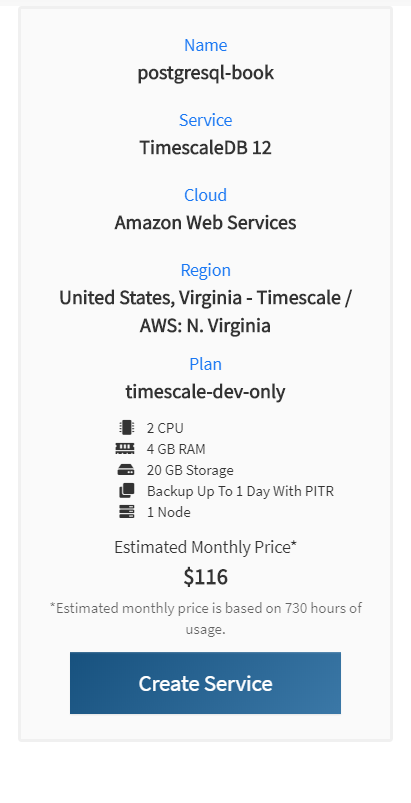 Name
postgresql-book
Service
TimescaleDB 12
Cloud
Amazon Web Services
Region
United States, Virginia - Timescale /
AWS: N. Virginia
Plan
timescale-dev-only
2 CPU
4 GB RAM
20 GB Storage
Backup Up To 1 Day With PITR
1 Node
Estimated Monthly Price*
$116
*Estimated monthly price is based on 730 hours of
usage.
Create Service